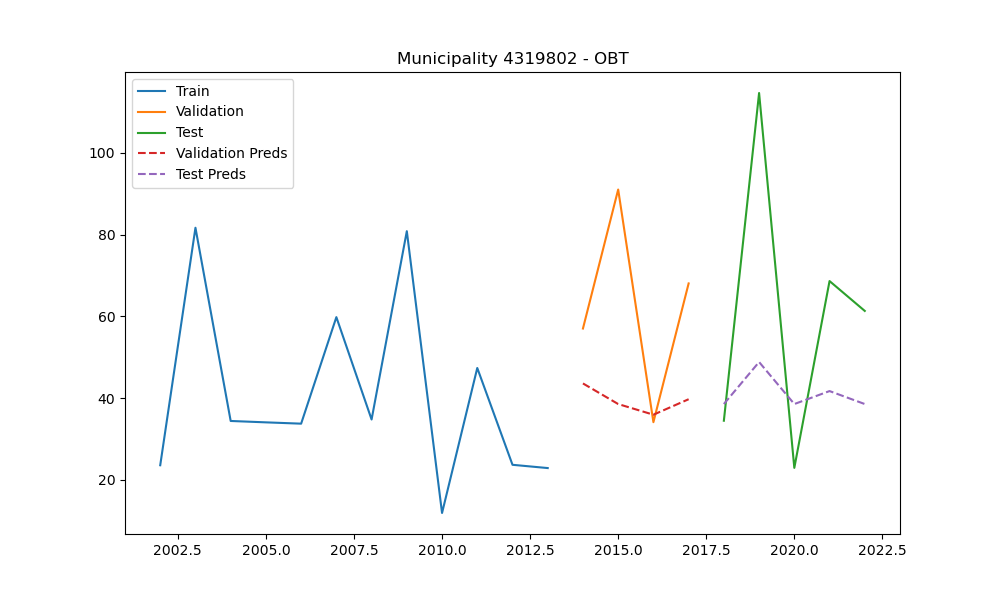 Municipality 4319802 - OBT
Train
Validation
Test
Validation Preds
Test Preds
100
80
60
40
20
2002.5 2005.0 2007.5 2010.0 2012.5 2015.0 2017.5 2020.0 2022.5